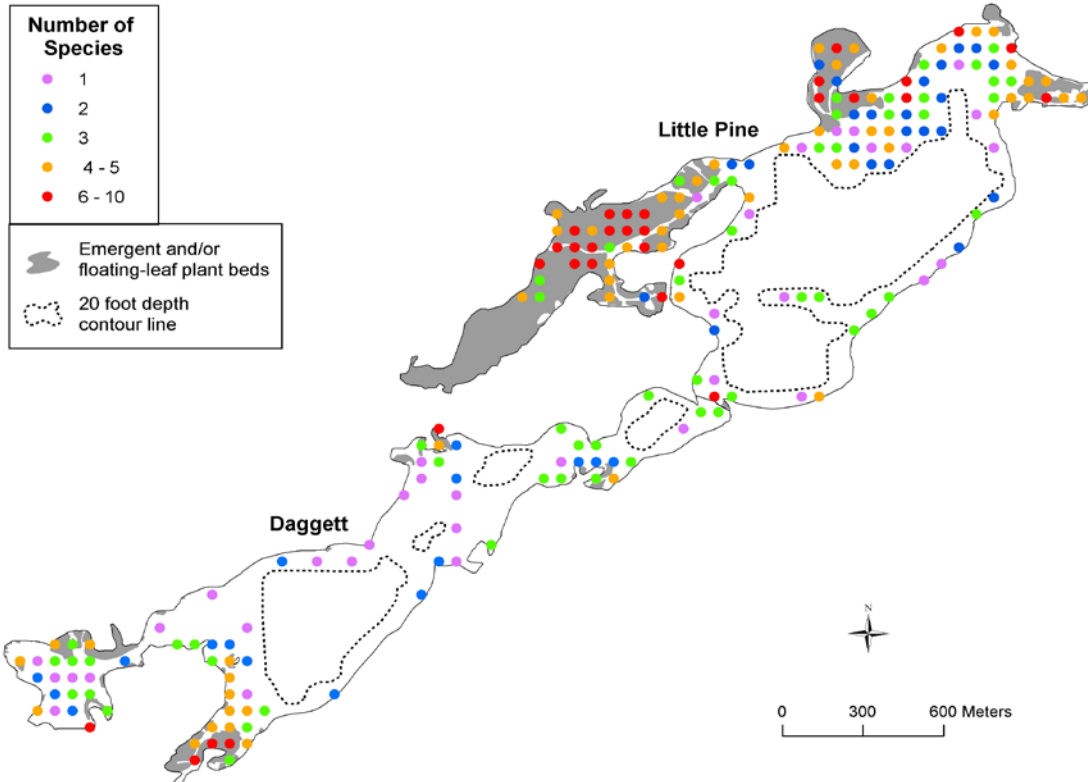 Number of
Species
1
2
3
4 - 5
6 - 10
Emergent and/or
floating-leaf plant beds
20 foot depth
contour line
Little Pine
Daggett
N
0 300 600 Meters